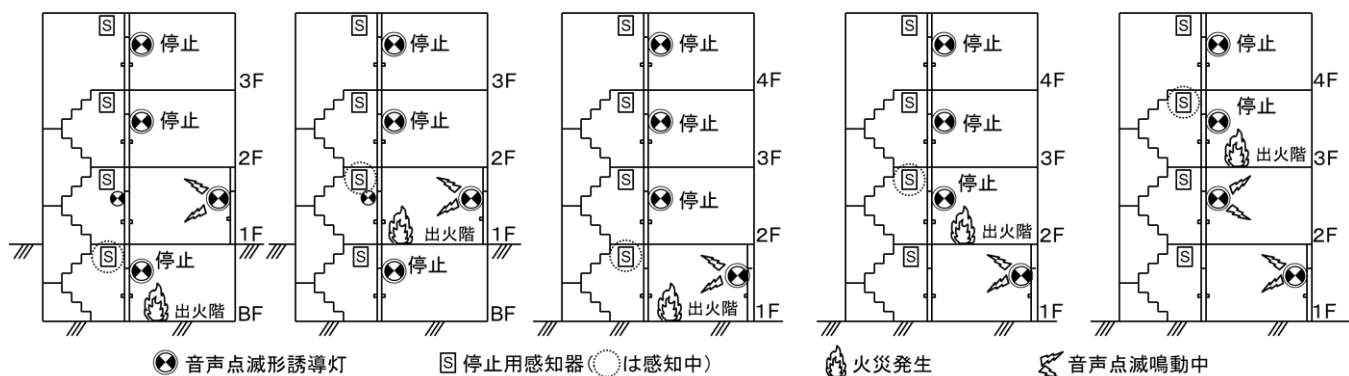 S 停止
3F
S 停止
2F
S
1F
S 停止
出火階 BF
S 停止
3F
S 停止
2F
S
出火階 1F
S 停止
BF
S 停止
4F
S 停止
3F
S 停止
2F
S
出火階 1F
S 停止
4F
S 停止
3F
S 停止
出火階 2F
S
1F
S 停止
4F
S 停止
出火階 3F
S
2F
S
1F
音声点滅形誘導灯 S 停止用感知器(は感知中) 火災発生 音声点滅鳴動中